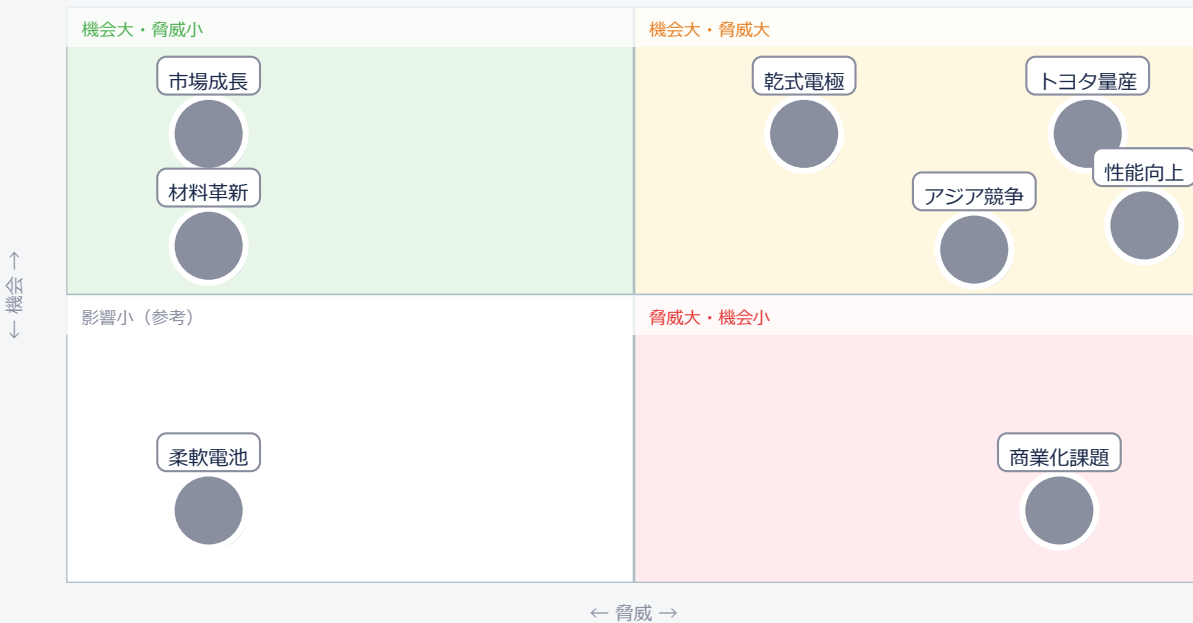 機会大・脅威小
機会大・脅威大
市場成長
乾式電極
トヨタ量産
性能向上
材料革新
アジア競争
← 機会 →
影響小（参考）
脅威大・機会小
柔軟電池
商業化課題
← 脅威 →